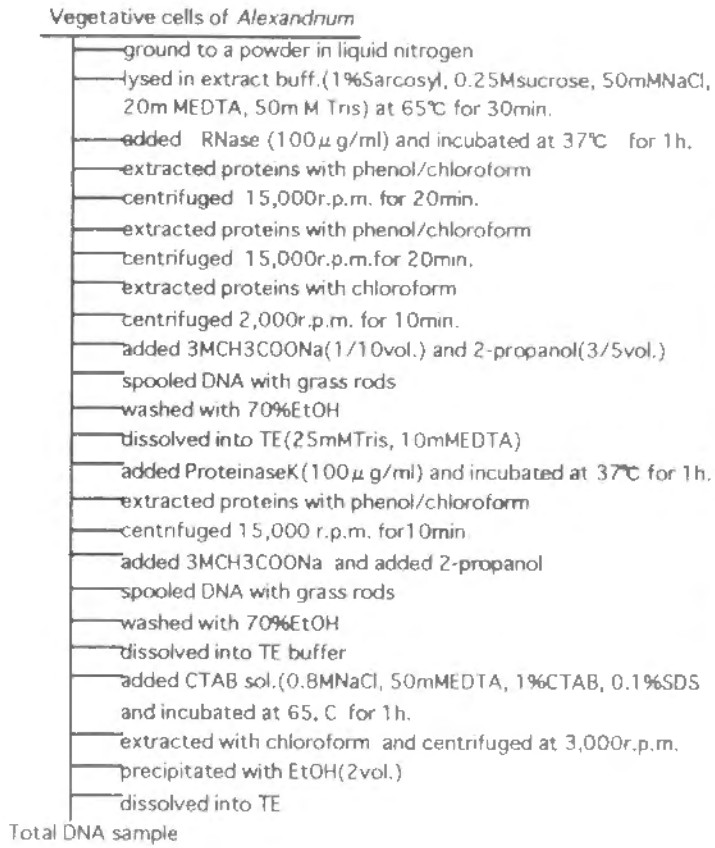 Vegetative cells of Alexandrium
ground to a powder in liquid nitrogen
lysed in extract buff.(1%Sarcosyl, 0.25Msucrose, 50mMNaCl,
20m MEDTA, 50m M Tris) at 65℃ for 30min.
added RNase (100μg/ml) and incubated at 37℃ for 1h.
extracted proteins with phenol/chloroform
centrifuged 15,000r.p.m. for 20min.
extracted proteins with phenol/chloroform
centrifuged 15,000r.p.m.for 20min.
extracted proteins with chloroform
centrifuged 2,000r.p.m. for 10min.
added 3MCH3COONa(1/10vol.) and 2-propanol(3/5vol.)
spooled DNA with grass rods
washed with 70%EtOH
dissolved into TE(25mMTris, 10mMEDTA)
added ProteinaseK(100μg/ml) and incubated at 37℃ for 1h.
extracted proteins with phenol/chloroform
centrifuged 15,000 r.p.m. for10min
added 3MCH3COONa and added 2-propanol
spooled DNA with grass rods
washed with 70%EtOH
dissolved into TE buffer
added CTAB sol.(0.8MNaCl, 50mMEDTA, 1%CTAB, 0.1%SDS
and incubated at 65. C for 1h.
extracted with chloroform and centrifuged at 3,000r.p.m.
precipitated with EtOH(2vol.)
dissolved into TE
Total DNA sample